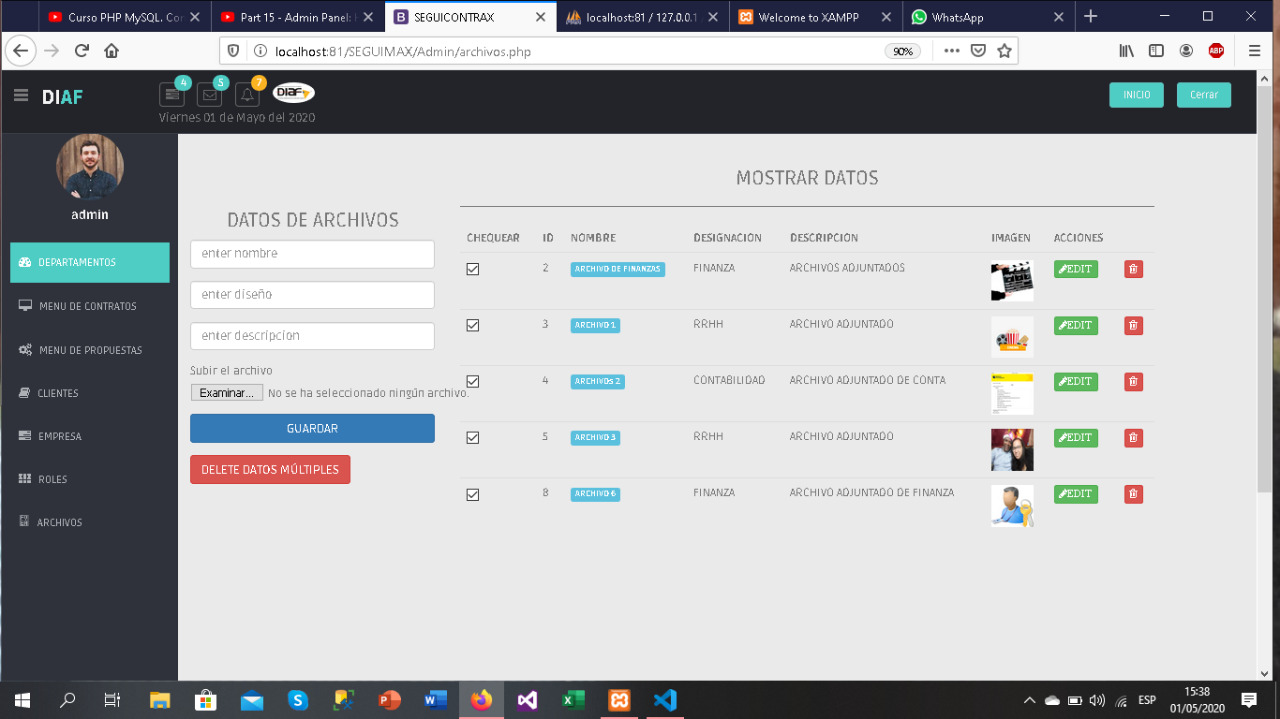 Curso PHP MySQL. Cor
Part 15 - Admin Panel: H
SEGUICONTRAX
localhost:81 / 127.0.0.1
Welcome to XAMPP
WhatsApp
localhost:81/SEGUIMAX/Admin/archivos.php
90%
ABP
DIAF
4
5
7
DIAF
Viernes 01 de Mayo del 2020
INICIO
Cerrar
admin
DEPARTAMENTOS
MENU DE CONTRATOS
MENU DE PROPUESTAS
CLIENTES
EMPRESA
ROLES
ARCHIVOS
DATOS DE ARCHIVOS
enter nombre
enter diseño
enter descripcion
Subir el archivo
Examinar... No se ha seleccionado ningún archivo.
GUARDAR
DELETE DATOS MÚLTIPLES
MOSTRAR DATOS
CHEQUEAR ID NOMBRE DESIGNACIÓN DESCRIPCIÓN IMAGEN ACCIONES
2 ARCHIVO DE FINANZAS FINANZA ARCHIVOS ADJUNTADOS EDIT
3 ARCHIVO 1 RRHH ARCHIVO ADJUNTADO EDIT
4 ARCHIVOs 2 CONTABILIDAD ARCHIVO ADJUNTADO DE CONTA EDIT
5 ARCHIVO 3 RRHH ARCHIVO ADJUNTADO EDIT
8 ARCHIVO 6 FINANZA ARCHIVO ADJUNTADO DE FINANZA EDIT
ESP
15:38
01/05/2020